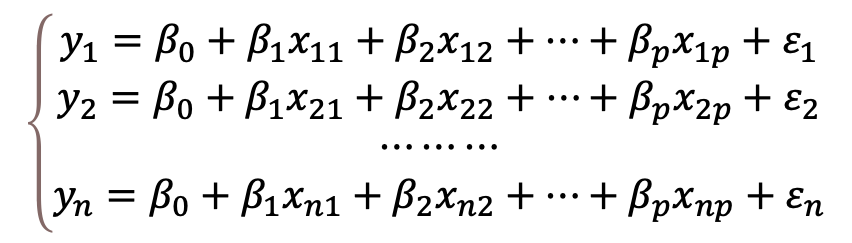 y₁ = β₀ + β₁x₁₁ + β₂x₁₂ + ⋯ + βₚx₁ₚ + ε₁
y₂ = β₀ + β₁x₂₁ + β₂x₂₂ + ⋯ + βₚx₂ₚ + ε₂
⋯ ⋯ ⋯
yₙ = β₀ + β₁xₙ₁ + β₂xₙ₂ + ⋯ + βₚxₙₚ + εₙ